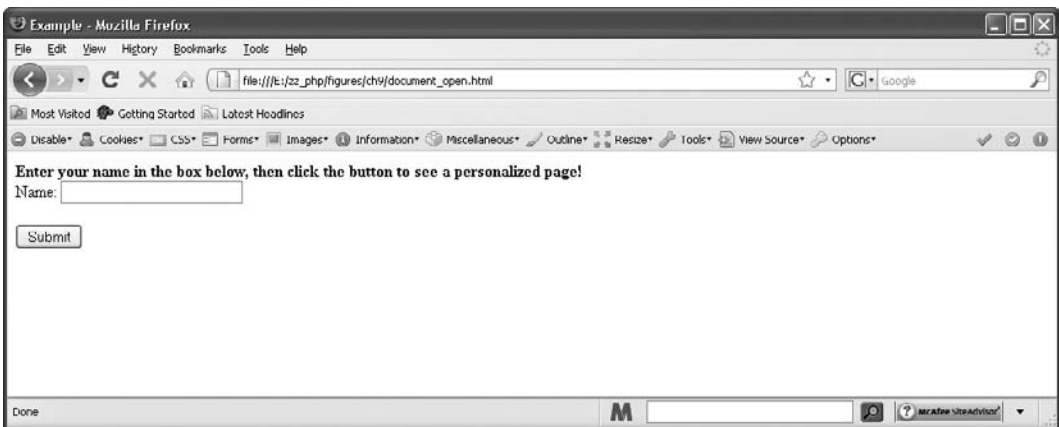 Example - Mozilla Firefox
File Edit View History Bookmarks Tools Help
file:///E:/zz_php/figures/ch9/document_open.html
G Google
Most Visited Getting Started Latest Headlines
Disable Cookies CSS Forms Images Information Miscellaneous Outline Resize Tools View Source Options
Enter your name in the box below, then click the button to see a personalized page!
Name:
Submit
Done
M
McAfee SiteAdvisor